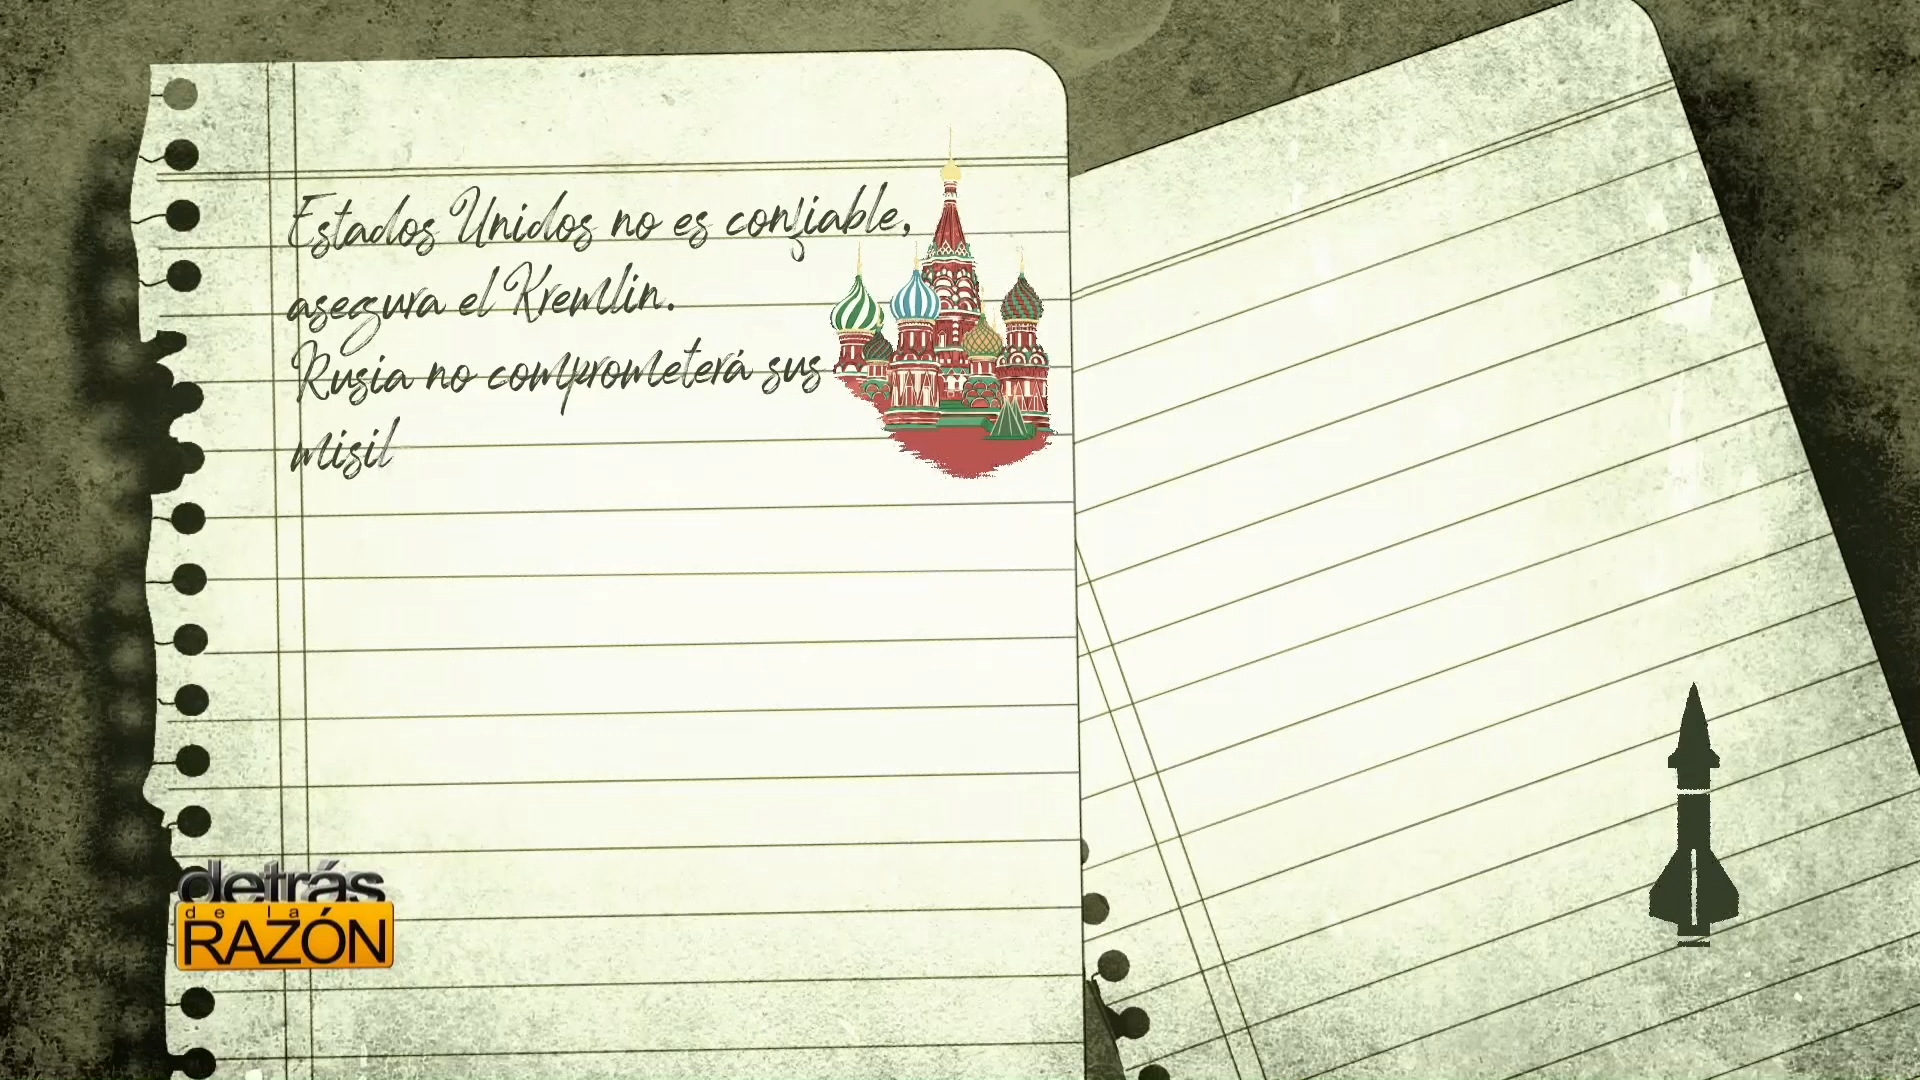 Estados Unidos no es confiable,
asegura el Kremlin.
Rusia no comprometerá sus
misil
detrás
de la
RAZÓN